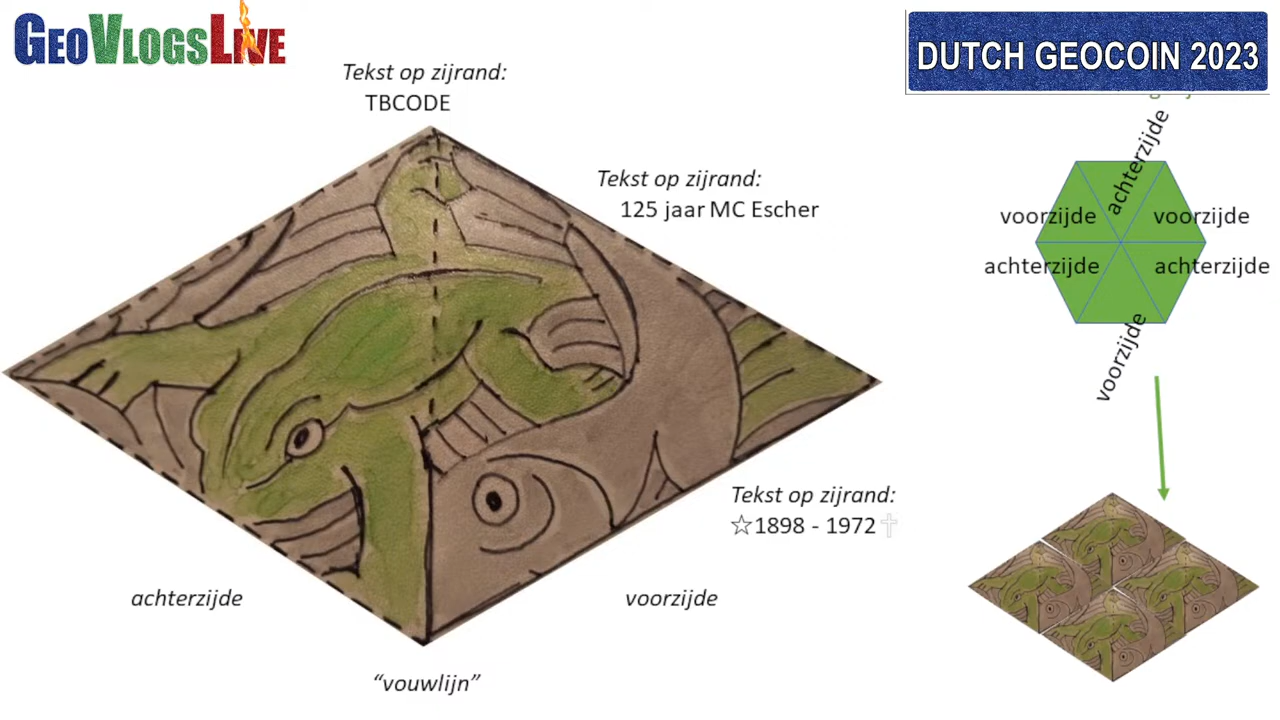 GEOVLOGSLIVE
DUTCH GEOCOIN 2023
Tekst op zijrand:
TBCODE
Tekst op zijrand:
125 jaar MC Escher
Tekst op zijrand:
☆1898 - 1972✝
achterzijde
voorzijde
"vouwlijn"
achterzijde
voorzijde
voorzijde
achterzijde
achterzijde
voorzijde